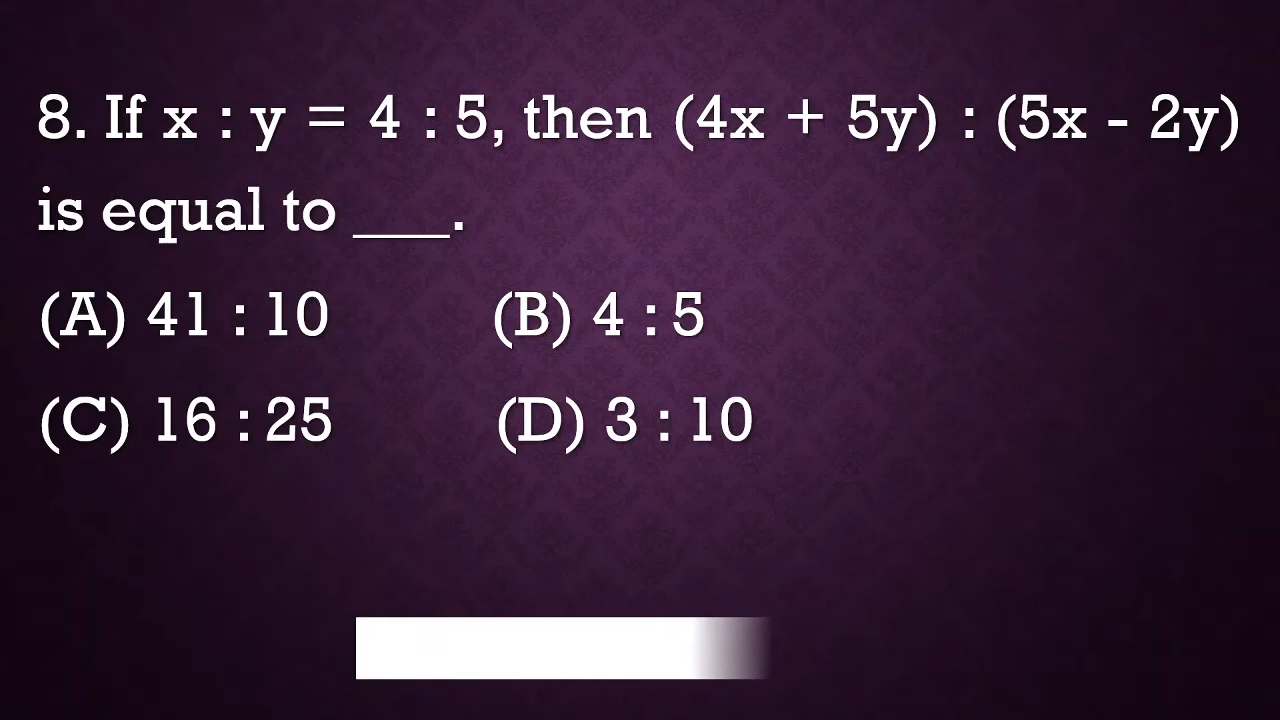 8. If x : y = 4 : 5, then (4x + 5y) : (5x - 2y)
is equal to ___.
(A) 41 : 10 (B) 4 : 5
(C) 16 : 25 (D) 3 : 10